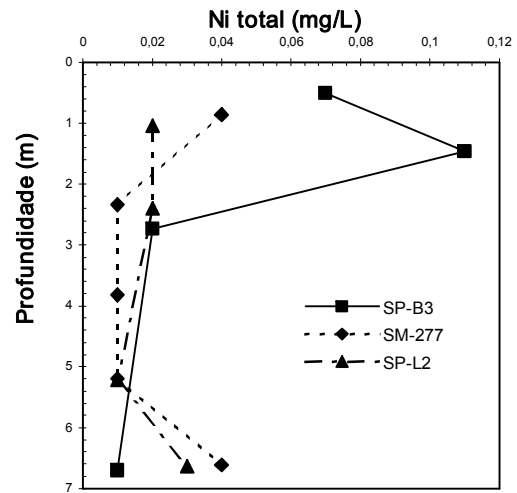 Ni total (mg/L)
0 0,02 0,04 0,06 0,08 0,1 0,12
Profundidade (m)
0
1
2
3
4
5
6
7
SP-B3
SM-277
SP-L2